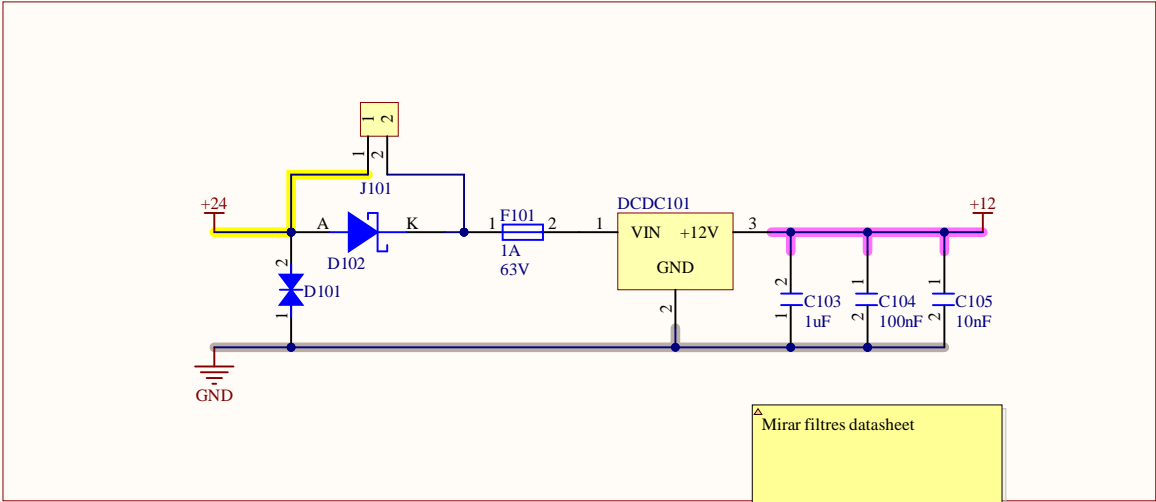 1
2
1
2
J101
+24
A
K
D102
1
F101
2
1A
63V
1
DCDC101
VIN
+12V
GND
3
2
+12
2
D101
1
2
C103
1uF
1
1
C104
100nF
2
1
C105
10nF
2
GND
Mirar filtres datasheet